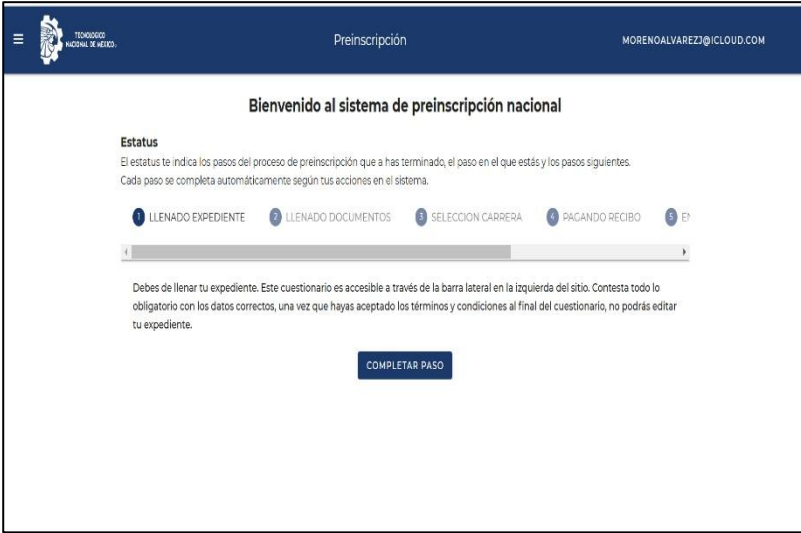 TECNOLÓGICO
NACIONAL DE MÉXICO®
Preinscripción
MORENOALVAREZJ@ICLOUD.COM
Bienvenido al sistema de preinscripción nacional
Estatus
El estatus te indica los pasos del proceso de preinscripción que a has terminado, el paso en el que estás y los pasos siguientes.
Cada paso se completa automáticamente según tus acciones en el sistema.
1 LLENADO EXPEDIENTE 2 LLENADO DOCUMENTOS 3 SELECCION CARRERA 4 PAGANDO RECIBO 5
Debes de llenar tu expediente. Este cuestionario es accesible a través de la barra lateral en la izquierda del sitio. Contesta todo lo
obligatorio con los datos correctos, una vez que hayas aceptado los términos y condiciones al final del cuestionario, no podrás editar
tu expediente.
COMPLETAR PASO